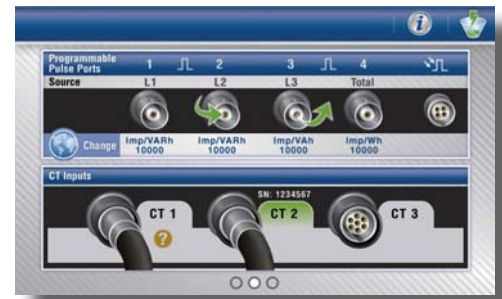 i
Programmable
Pulse Ports
1 2 3 4
Source L1 L2 L3 Total
Change
Imp/VARh Imp/VARh Imp/VAh Imp/Wh
10000 10000 10000 10000
CT Inputs
SN: 1234567
CT 1 CT 2 CT 3
?